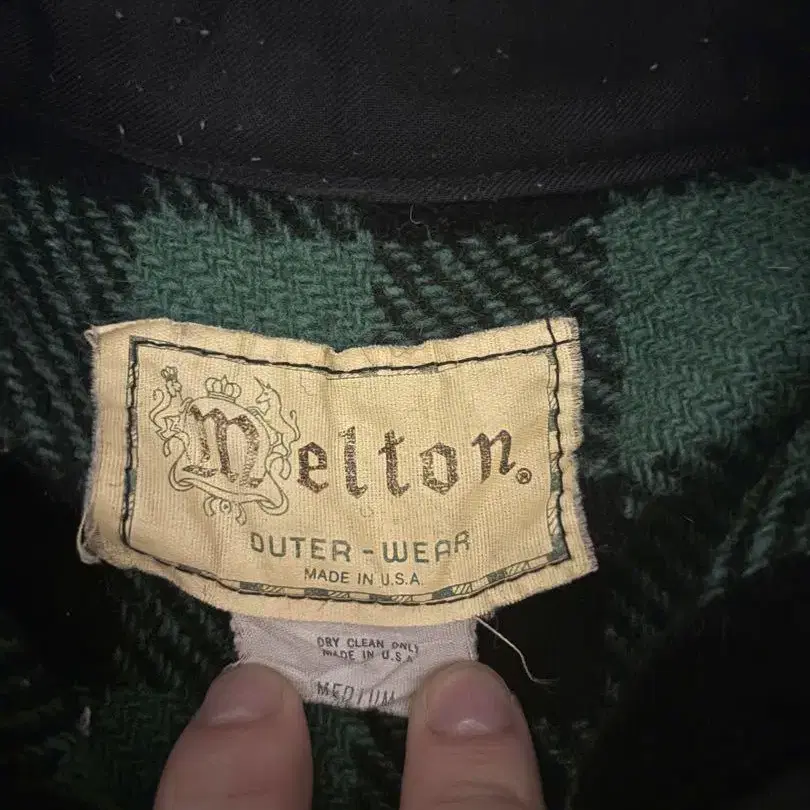 Melton®
OUTER-WEAR
MADE IN U.S.A.
DRY CLEAN ONLY
MADE IN U.S.A
MEDIUM